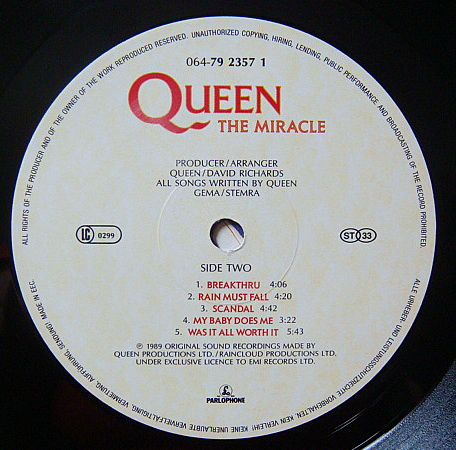 ALL RIGHTS OF THE PRODUCER AND OF THE OWNER OF THE WORK REPRODUCED RESERVED. UNAUTHORIZED COPYING, HIRING, LENDING, PUBLIC PERFORMANCE AND BROADCASTING OF THE RECORD PROHIBITED.
064-79 2357 1
QUEEN
THE MIRACLE
PRODUCER/ARRANGER
QUEEN/DAVID RICHARDS
ALL SONGS WRITTEN BY QUEEN
GEMA/STEMRA
LC 0299
ST 33
SIDE TWO
1. BREAKTHRU 4:06
2. RAIN MUST FALL 4:20
3. SCANDAL 4:42
4. MY BABY DOES ME 3:22
5. WAS IT ALL WORTH IT 5:43
℗ 1989 ORIGINAL SOUND RECORDINGS MADE BY
QUEEN PRODUCTIONS LTD./RAINCLOUD PRODUCTIONS LTD.
UNDER EXCLUSIVE LICENCE TO EMI RECORDS LTD.
PARLOPHONE
ALLE URHEBER- UND LEISTUNGSSCHUTZRECHTE VORBEHALTEN. KEIN VERLEIH! KEINE UNERLAUBTE VERVIELFÄLTIGUNG, VERMIETUNG, AUFFÜHRUNG, SENDUNG! MADE IN EEC.